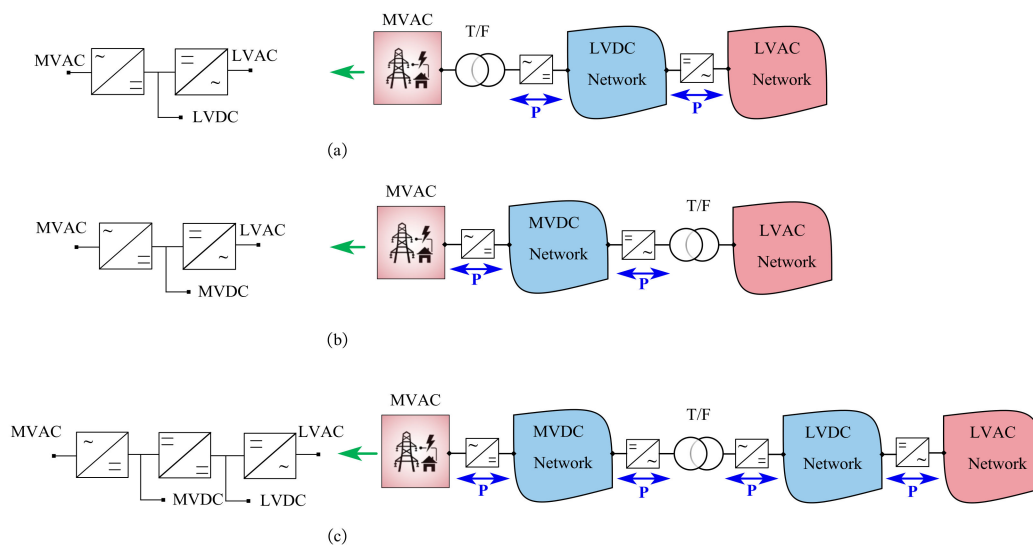 MVAC
T/F
MVAC
LVAC
LVDC
LVDC
Network
LVAC
Network
~
=
=
~
~
=
=
~
P
P
(a)
MVAC
T/F
MVAC
LVAC
MVDC
MVDC
Network
LVAC
Network
~
=
=
~
~
=
=
~
P
P
(b)
MVAC
T/F
MVAC
LVAC
MVDC
LVDC
MVDC
Network
LVDC
Network
LVAC
Network
~
=
=
=
=
~
~
=
=
~
~
=
=
~
P
P
P
P
(c)